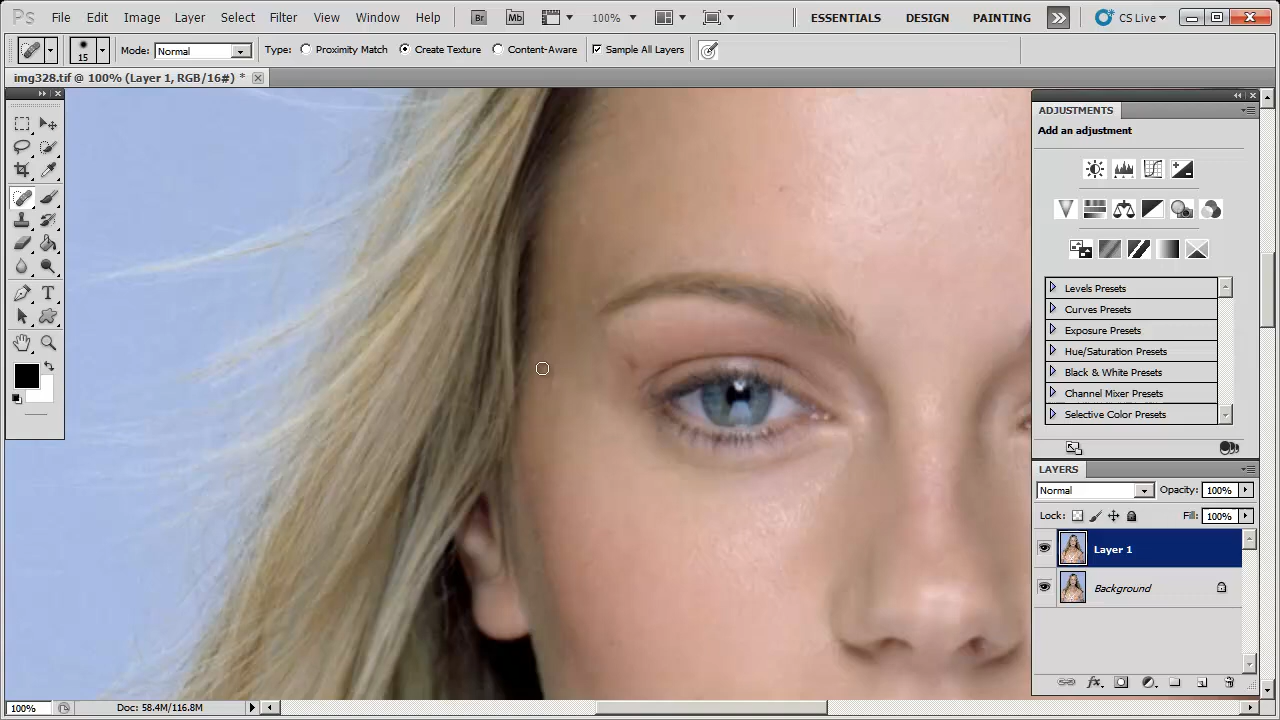 Ps File Edit Image Layer Select Filter View Window Help Br Mb 100% ESSENTIALS DESIGN PAINTING CS Live
15 Mode: Normal Type: Proximity Match Create Texture Content-Aware Sample All Layers
img328.tif @ 100% (Layer 1, RGB/16#) *
ADJUSTMENTS
Add an adjustment
Levels Presets
Curves Presets
Exposure Presets
Hue/Saturation Presets
Black & White Presets
Channel Mixer Presets
Selective Color Presets
LAYERS
Normal Opacity: 100%
Lock: Fill: 100%
Layer 1
Background
fx
100% Doc: 58.4M/116.8M